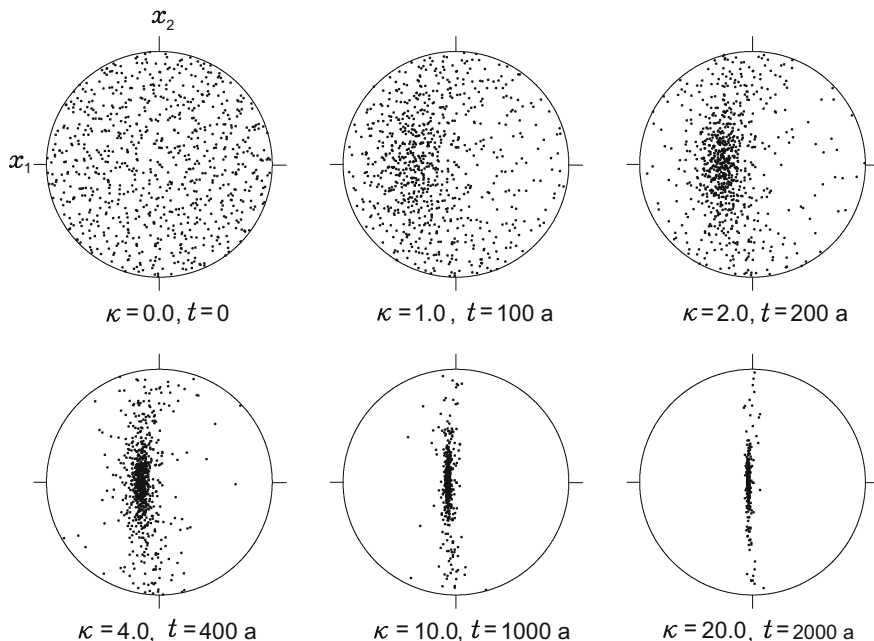 x₂
x₁
κ=0.0, t=0
κ=1.0 , t=100 a
κ=2.0, t=200 a
κ=4.0, t=400 a
κ=10.0, t=1000 a
κ=20.0, t=2000 a